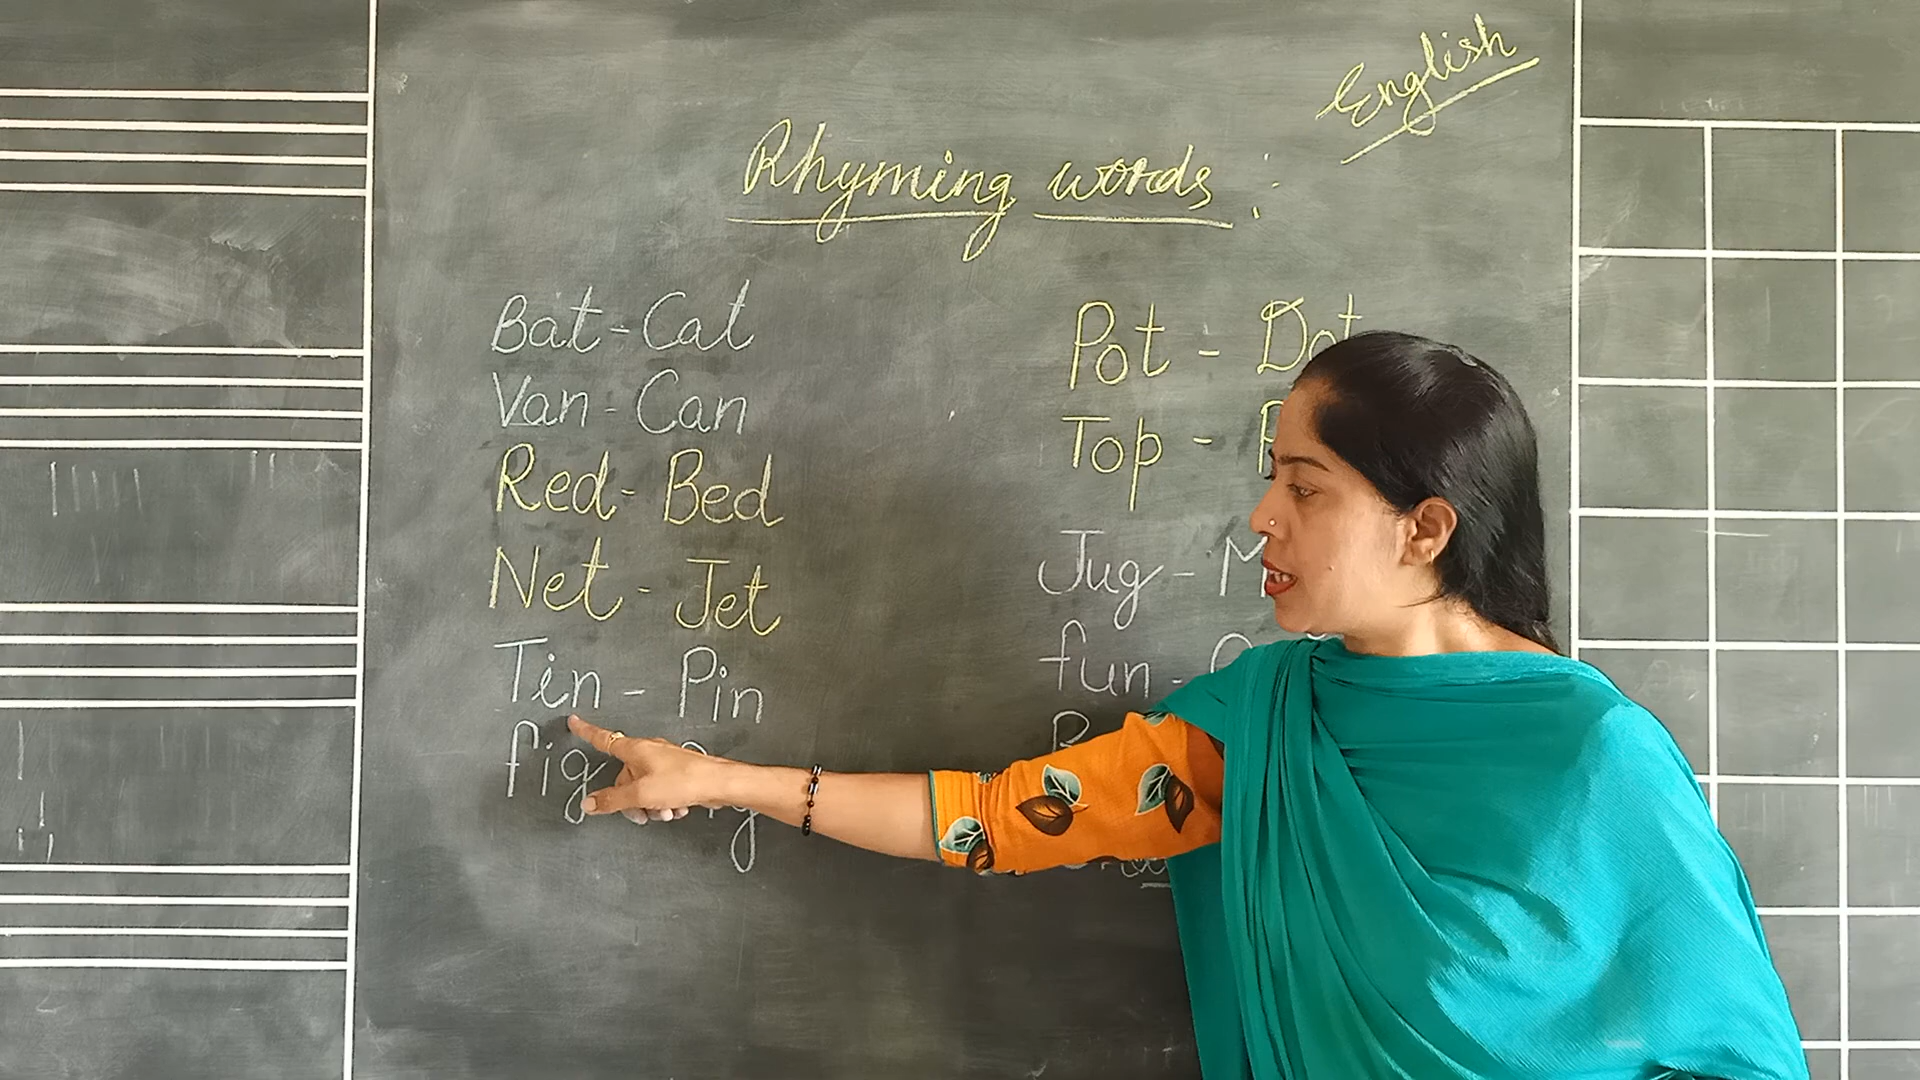 English
Rhyming words :
Bat - Cat
Van - Can
Red - Bed
Net - Jet
Tin - Pin
fig
Pot - Dot
Top -
Jug -
fun -